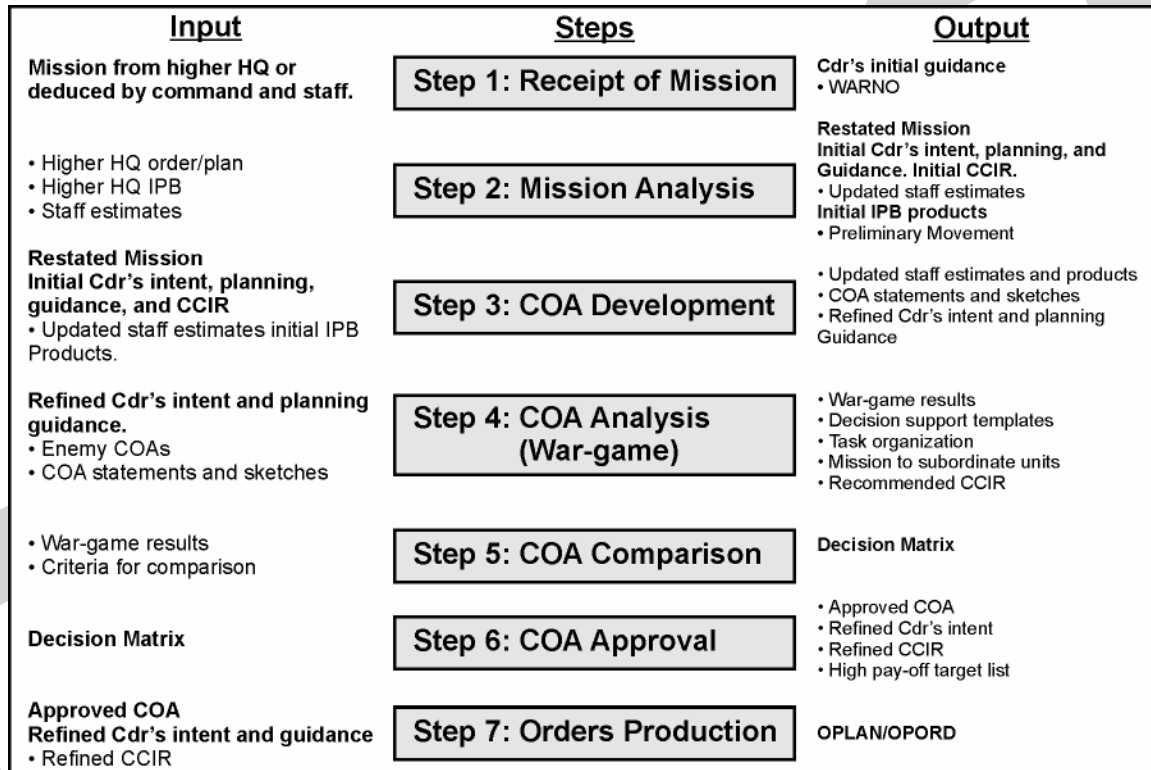 Input
Steps
Output
Mission from higher HQ or
deduced by command and staff.
Step 1: Receipt of Mission
Cdr's initial guidance
• WARNO
• Higher HQ order/plan
• Higher HQ IPB
• Staff estimates
Step 2: Mission Analysis
Restated Mission
Initial Cdr's intent, planning, and
Guidance. Initial CCIR.
• Updated staff estimates
Initial IPB products
• Preliminary Movement
Restated Mission
Initial Cdr's intent, planning,
guidance, and CCIR
• Updated staff estimates initial IPB
Products.
Step 3: COA Development
• Updated staff estimates and products
• COA statements and sketches
• Refined Cdr's intent and planning
Guidance
Refined Cdr's intent and planning
guidance.
• Enemy COAs
• COA statements and sketches
Step 4: COA Analysis
(War-game)
• War-game results
• Decision support templates
• Task organization
• Mission to subordinate units
• Recommended CCIR
• War-game results
• Criteria for comparison
Step 5: COA Comparison
Decision Matrix
Decision Matrix
Step 6: COA Approval
• Approved COA
• Refined Cdr's intent
• Refined CCIR
• High pay-off target list
Approved COA
Refined Cdr's intent and guidance
• Refined CCIR
Step 7: Orders Production
OPLAN/OPORD